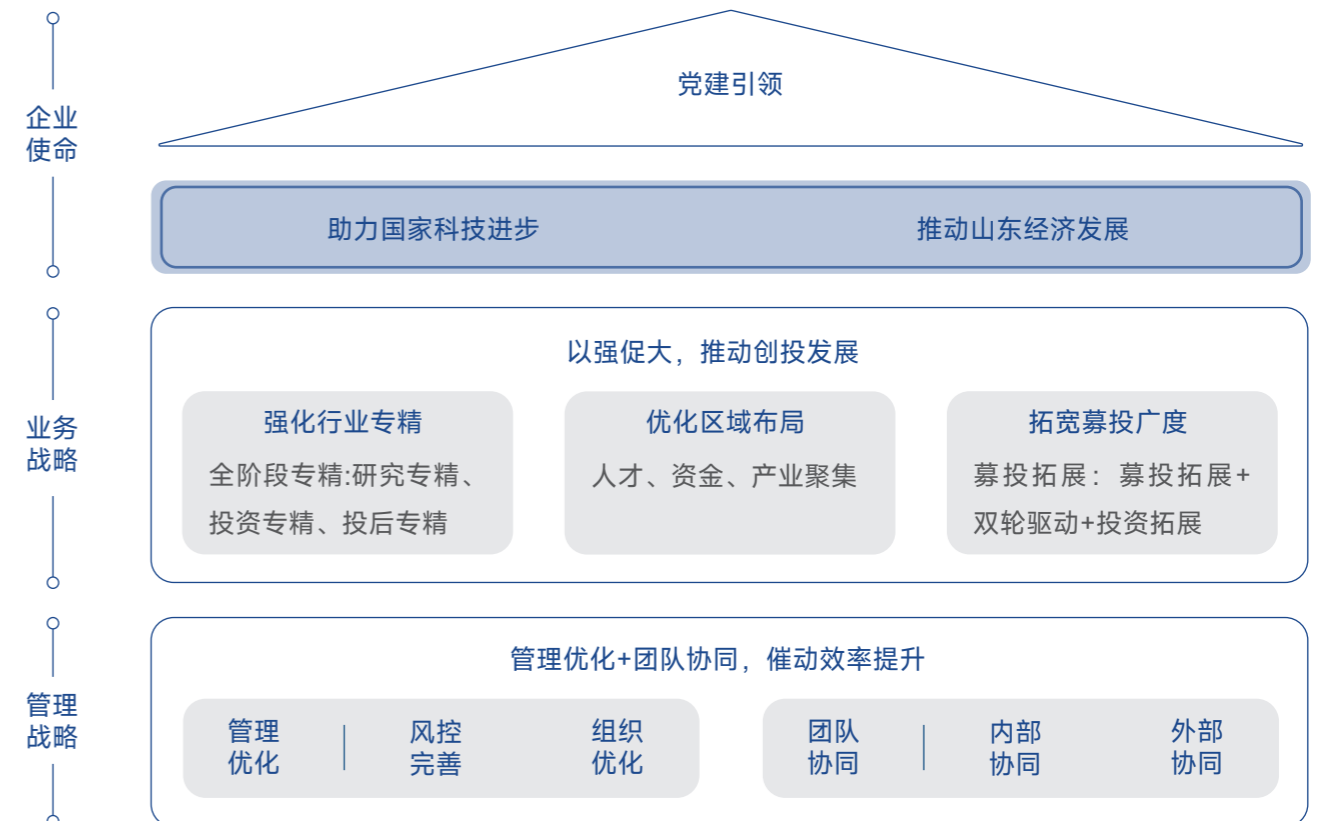 企业
使命
党建引领
助力国家科技进步
推动山东经济发展
业务
战略
以强促大，推动创投发展
强化行业专精
全阶段专精:研究专精、
投资专精、投后专精
优化区域布局
人才、资金、产业聚集
拓宽募投广度
募投拓展：募投拓展+
双轮驱动+投资拓展
管理
战略
管理优化+团队协同，催动效率提升
管理
优化
风控
完善
组织
优化
团队
协同
内部
协同
外部
协同